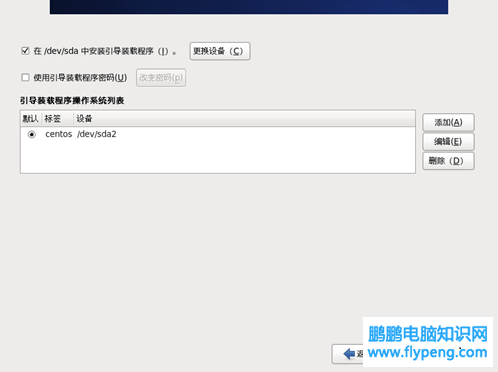 在 /dev/sda 中安装引导装载程序（I）。 更换设备（C）
使用引导装载程序密码(U) 改变密码(p)
引导装载程序操作系统列表
默认 标签 设备
centos /dev/sda2
添加(A)
编辑(E)
删除（D）
返
鹏鹏电脑知识网
www.flypeng.com